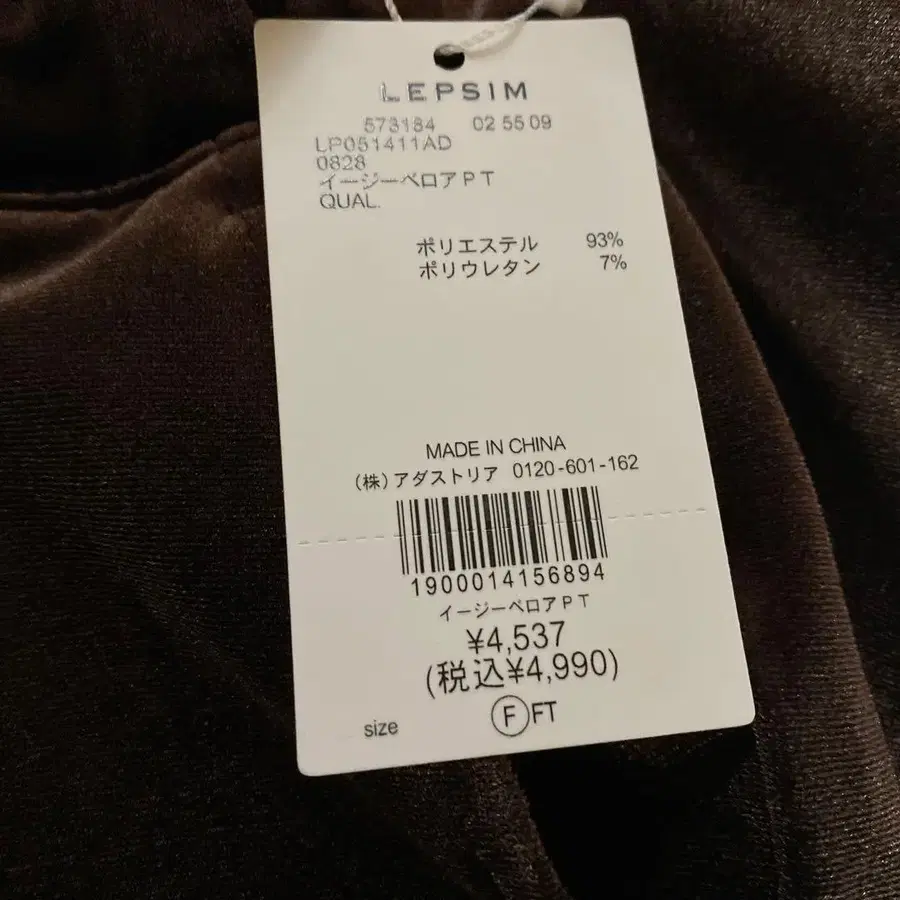 LEPSIM
573184 02 55 09
LP051411AD
0828
イージーベロアPT
QUAL.
ポリエステル 93%
ポリウレタン 7%
MADE IN CHINA
(株)アダストリア 0120-601-162
1900014156894
イージーベロアPT
¥4,537
(税込¥4,990)
size Ⓕ FT